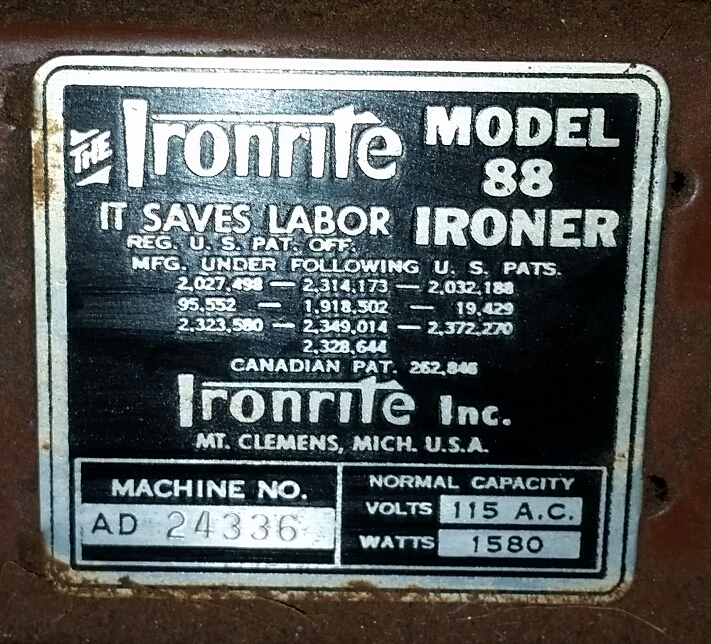 THE Ironrite MODEL
88
IT SAVES LABOR IRONER
REG. U. S. PAT. OFF.
MFG. UNDER FOLLOWING U. S. PATS.
2,027,498 — 2,314,173 — 2,032,188
95,552 — 1,918,502 — 19,429
2,323,580 — 2,349,014 — 2,372,270
2,328,644
CANADIAN PAT. 262,846
Ironrite Inc.
MT. CLEMENS, MICH. U.S.A.
MACHINE NO.
AD 24336
NORMAL CAPACITY
VOLTS 115 A.C.
WATTS 1580